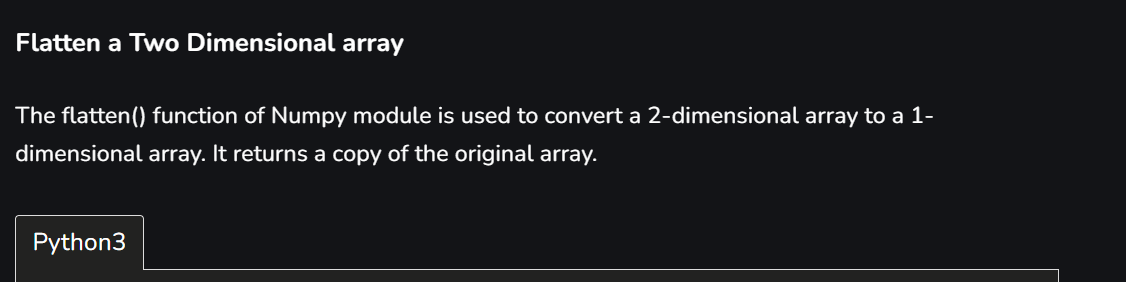 Flatten a Two Dimensional array
The flatten() function of Numpy module is used to convert a 2-dimensional array to a 1-
dimensional array. It returns a copy of the original array.
Python3